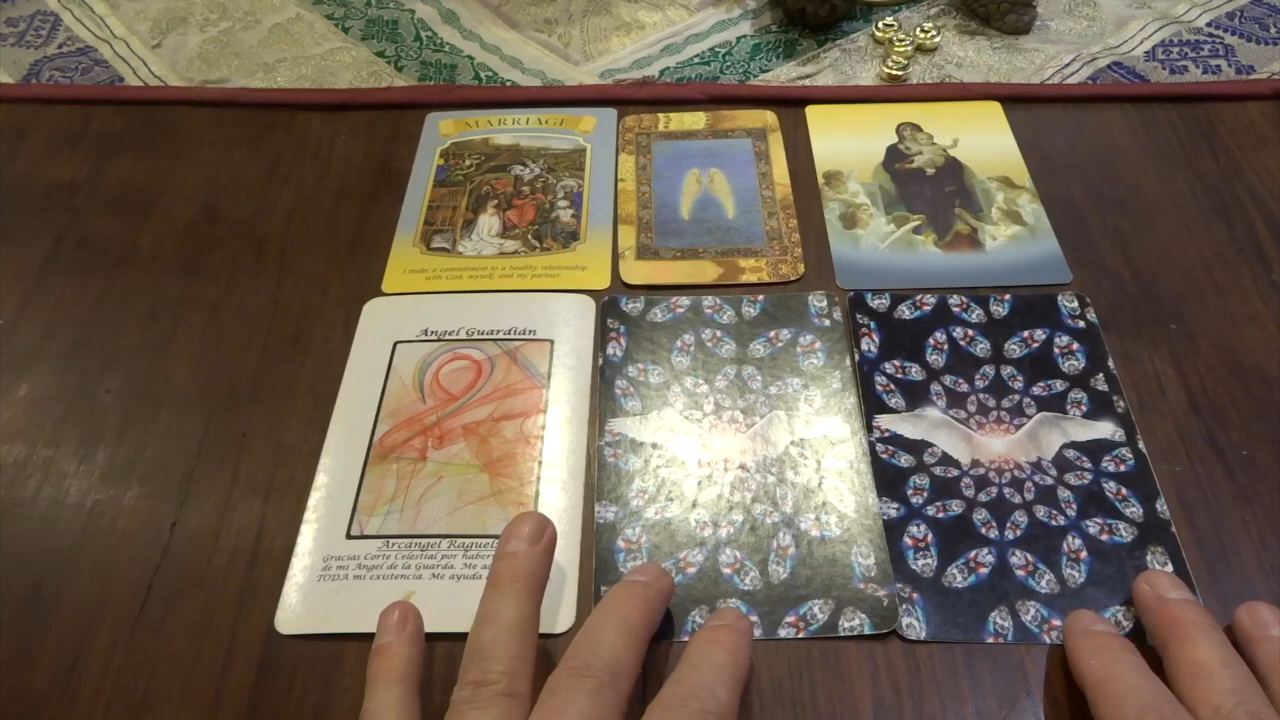 MARRIAGE
I make a commitment to a healthy relationship
with God, myself, and my partner.
Ángel Guardián
Arcángel Raguel
Gracias Corte Celestial por haber
de mi Ángel de la Guarda. Me
TODA mi existencia. Me ayuda